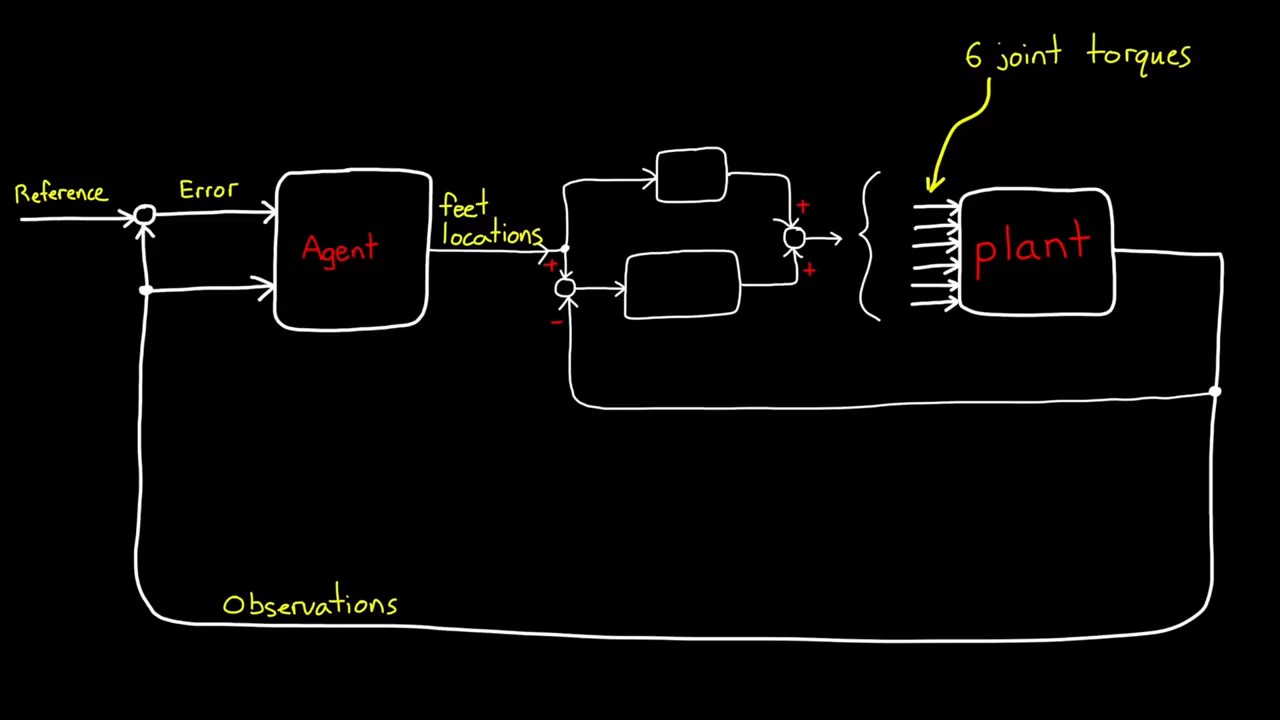 6 joint torques
Reference
Error
feet
locations
Agent
plant
+
+
+
-
Observations